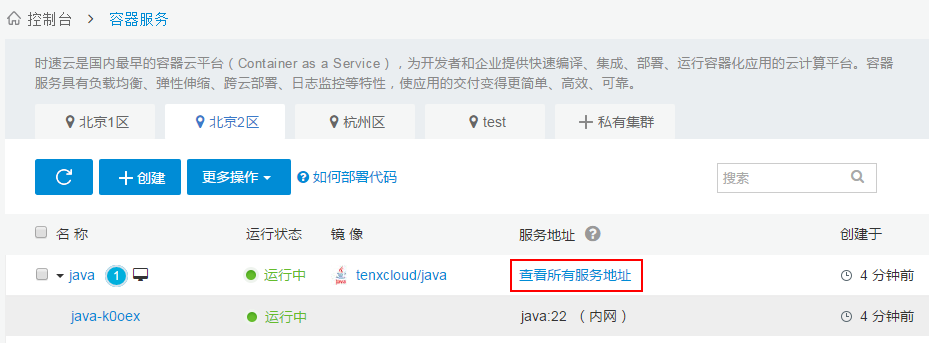 控制台 > 容器服务
时速云是国内最早的容器云平台（Container as a Service），为开发者和企业提供快速编译、集成、部署、运行容器化应用的云计算平台。容器
服务具有负载均衡、弹性伸缩、跨云部署、日志监控等特性，使应用的交付变得更简单、高效、可靠。
北京1区 北京2区 杭州区 test 私有集群
创建 更多操作 如何部署代码 搜索
名 称 运行状态 镜 像 服务地址 创建于
java 1 运行中 Java tenxcloud/java 查看所有服务地址 4 分钟前
java-k0oex 运行中 java:22 （内网） 4 分钟前